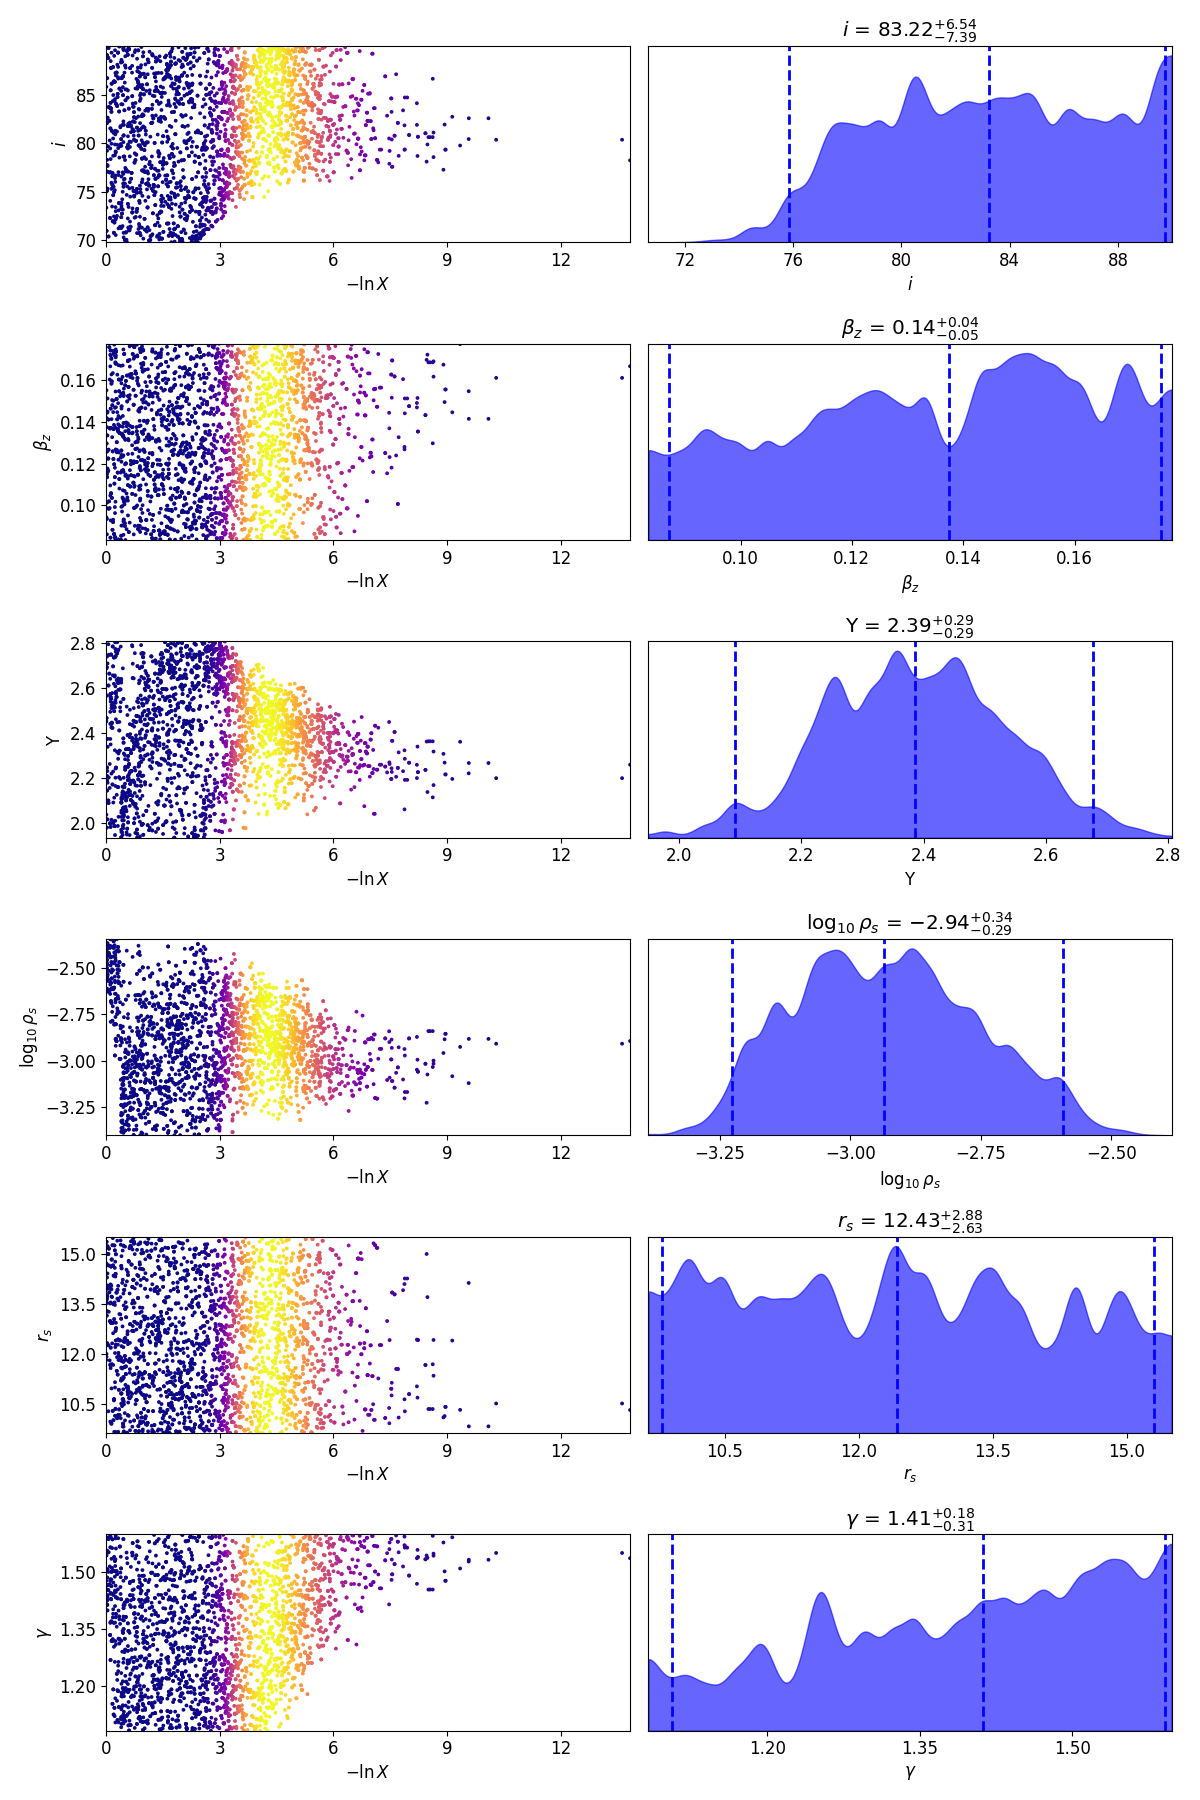 i = 83.22^{+6.54}_{-7.39}
85
80
75
70
i
0 3 6 9 12
−ln X
72 76 80 84 88
i
β_z = 0.14^{+0.04}_{-0.05}
0.16
0.14
0.12
0.10
β_z
0 3 6 9 12
−ln X
0.10 0.12 0.14 0.16
β_z
Y = 2.39^{+0.29}_{-0.29}
2.8
2.6
2.4
2.2
2.0
Y
0 3 6 9 12
−ln X
2.0 2.2 2.4 2.6 2.8
Y
log_{10} ρ_s = −2.94^{+0.34}_{-0.29}
−2.50
−2.75
−3.00
−3.25
log_{10} ρ_s
0 3 6 9 12
−ln X
−3.25 −3.00 −2.75 −2.50
log_{10} ρ_s
r_s = 12.43^{+2.88}_{-2.63}
15.0
13.5
12.0
10.5
r_s
0 3 6 9 12
−ln X
10.5 12.0 13.5 15.0
r_s
γ = 1.41^{+0.18}_{-0.31}
1.50
1.35
1.20
γ
0 3 6 9 12
−ln X
1.20 1.35 1.50
γ